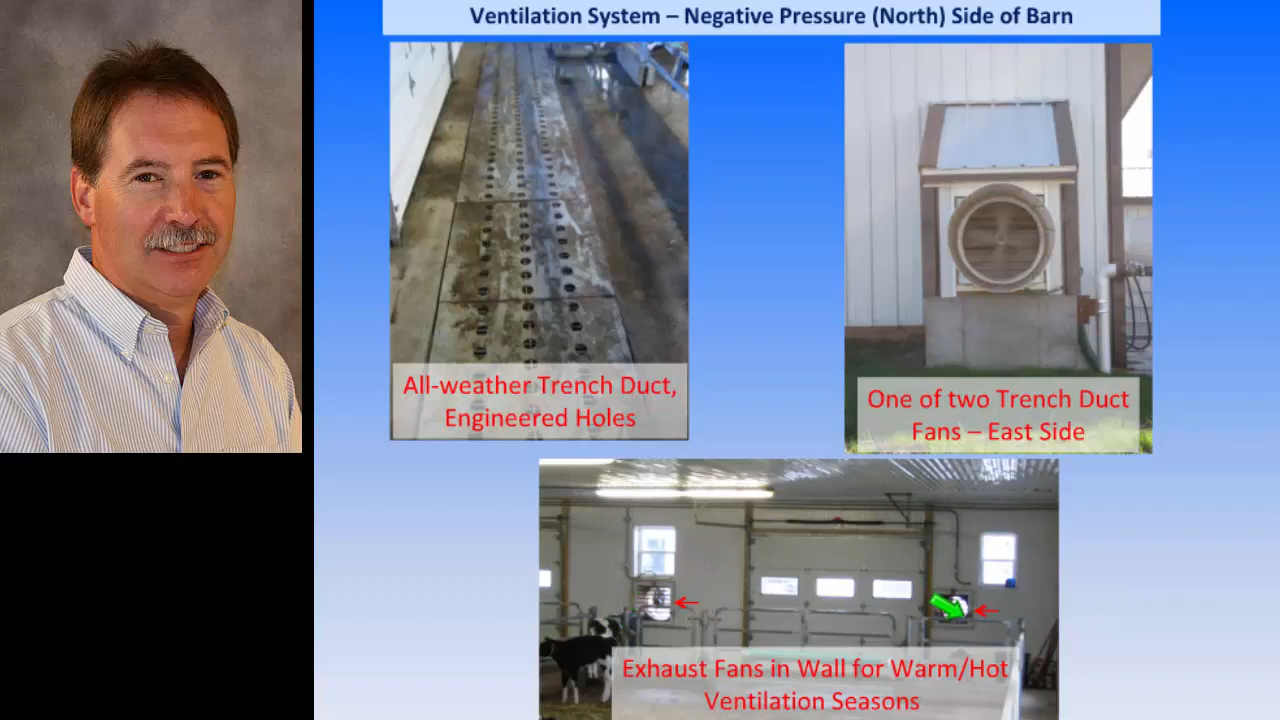 Ventilation System – Negative Pressure (North) Side of Barn
All-weather Trench Duct,
Engineered Holes
One of two Trench Duct
Fans – East Side
Exhaust Fans in Wall for Warm/Hot
Ventilation Seasons